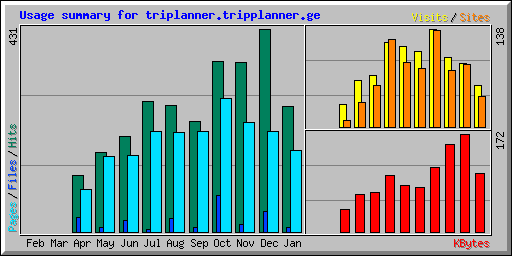 Usage summary for triplanner.tripplanner.ge
Visits/Sites
431
138
172
Pages/Files/Hits
Feb Mar Apr May Jun Jul Aug Sep Oct Nov Dec Jan
KBytes